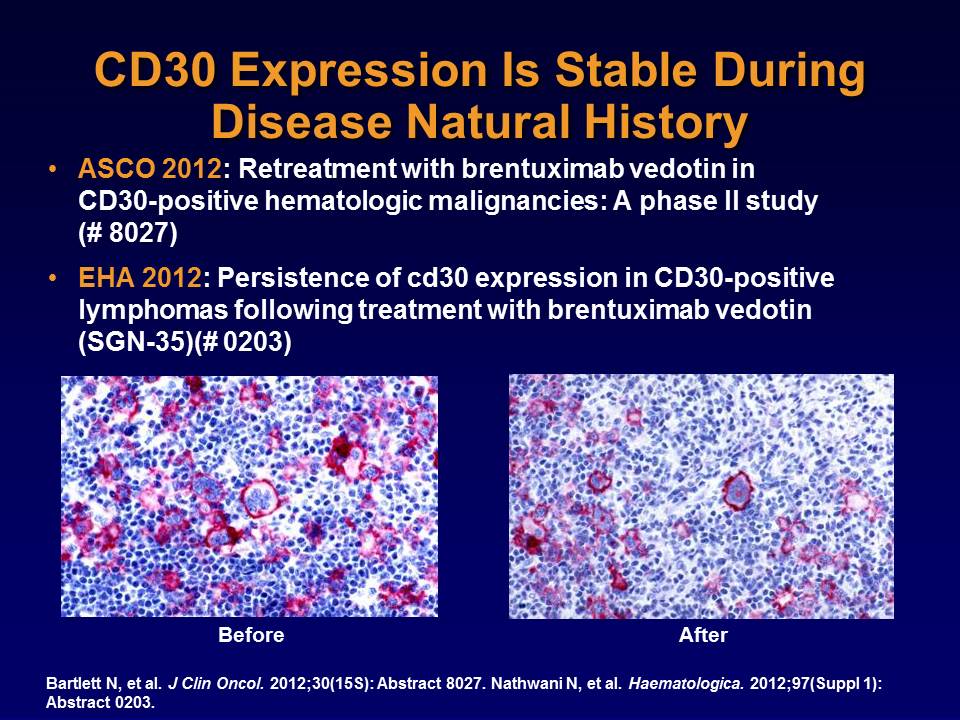 CD30 Expression Is Stable During
Disease Natural History
• ASCO 2012: Retreatment with brentuximab vedotin in
CD30-positive hematologic malignancies: A phase II study
(# 8027)
• EHA 2012: Persistence of cd30 expression in CD30-positive
lymphomas following treatment with brentuximab vedotin
(SGN-35)(# 0203)
Before
After
Bartlett N, et al. J Clin Oncol. 2012;30(15S): Abstract 8027. Nathwani N, et al. Haematologica. 2012;97(Suppl 1):
Abstract 0203.